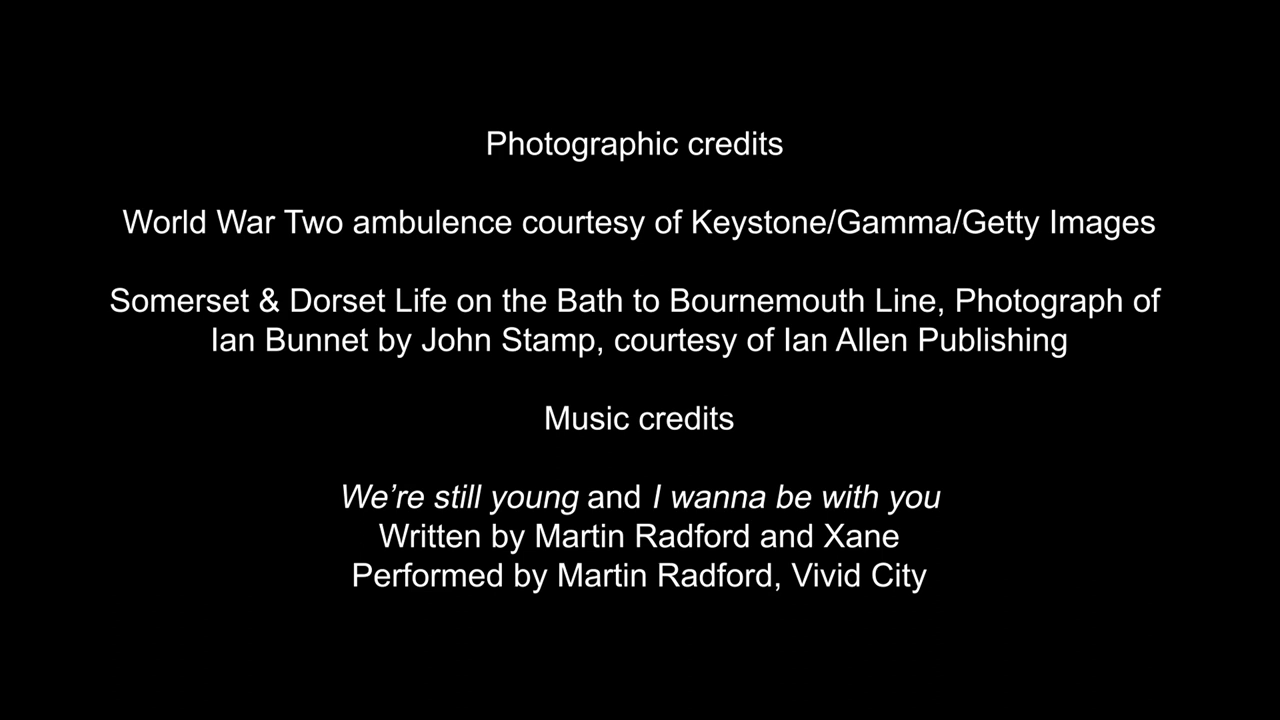 Photographic credits
World War Two ambulence courtesy of Keystone/Gamma/Getty Images
Somerset & Dorset Life on the Bath to Bournemouth Line, Photograph of
Ian Bunnet by John Stamp, courtesy of Ian Allen Publishing
Music credits
We’re still young and I wanna be with you
Written by Martin Radford and Xane
Performed by Martin Radford, Vivid City